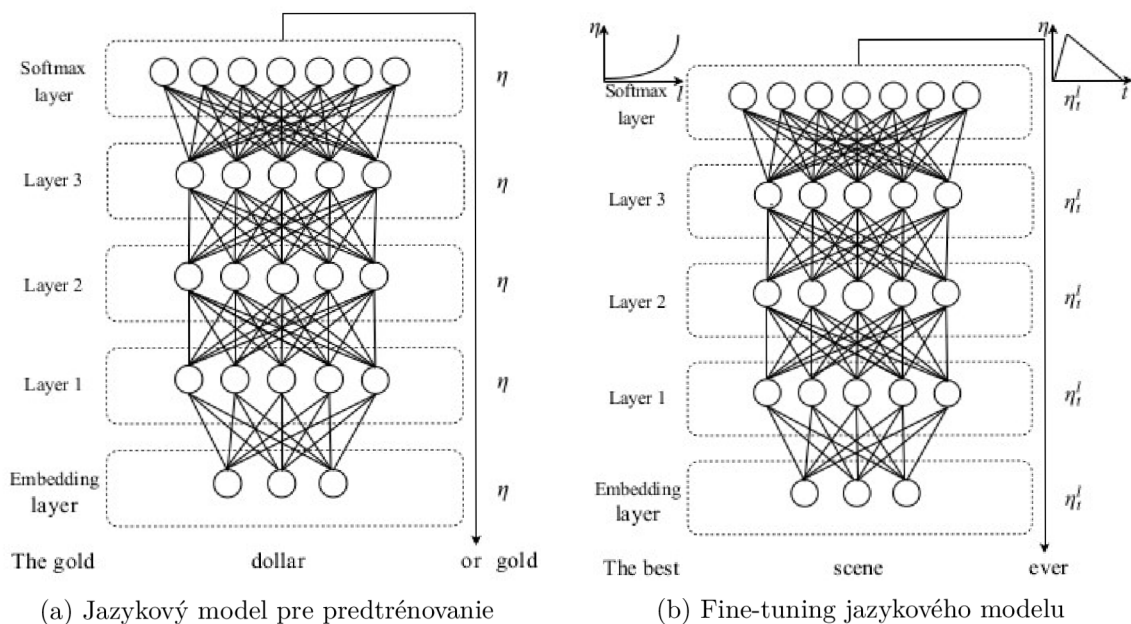 Softmax
layer
η
Layer 3
η
Layer 2
η
Layer 1
η
Embedding
layer
η
The gold dollar or gold
(a) Jazykový model pre predtrénovanie
η
l
η
t
Softmax
layer
η_t^l
Layer 3
η_t^l
Layer 2
η_t^l
Layer 1
η_t^l
Embedding
layer
η_t^l
The best scene ever
(b) Fine-tuning jazykového modelu